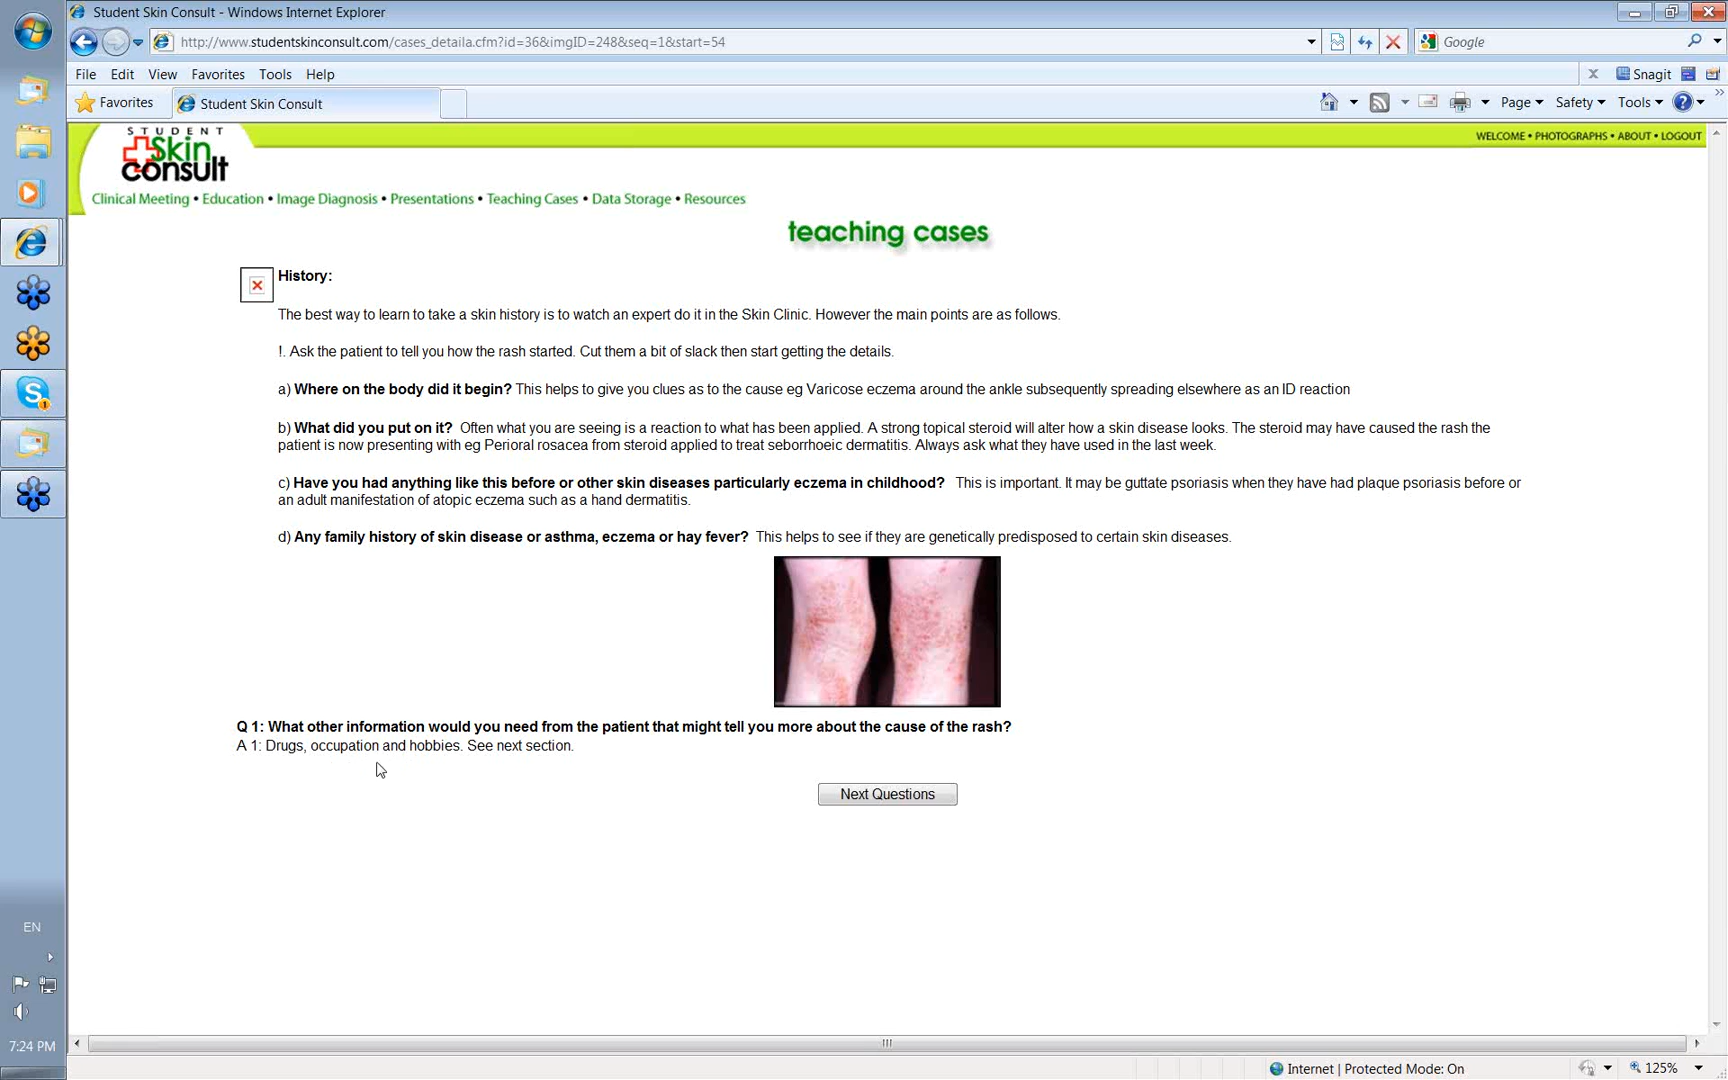 Student Skin Consult - Windows Internet Explorer
http://www.studentskinconsult.com/cases_detaila.cfm?id=36&imgID=248&seq=1&start=54
Google
File Edit View Favorites Tools Help
Snagit
Favorites
Student Skin Consult
Page Safety Tools
STUDENT
Skin
consult
WELCOME • PHOTOGRAPHS • ABOUT • LOGOUT
Clinical Meeting • Education • Image Diagnosis • Presentations • Teaching Cases • Data Storage • Resources
teaching cases
History:
The best way to learn to take a skin history is to watch an expert do it in the Skin Clinic. However the main points are as follows.
!. Ask the patient to tell you how the rash started. Cut them a bit of slack then start getting the details.
a) Where on the body did it begin? This helps to give you clues as to the cause eg Varicose eczema around the ankle subsequently spreading elsewhere as an ID reaction
b) What did you put on it? Often what you are seeing is a reaction to what has been applied. A strong topical steroid will alter how a skin disease looks. The steroid may have caused the rash the
patient is now presenting with eg Perioral rosacea from steroid applied to treat seborrhoeic dermatitis. Always ask what they have used in the last week.
c) Have you had anything like this before or other skin diseases particularly eczema in childhood? This is important. It may be guttate psoriasis when they have had plaque psoriasis before or
an adult manifestation of atopic eczema such as a hand dermatitis.
d) Any family history of skin disease or asthma, eczema or hay fever? This helps to see if they are genetically predisposed to certain skin diseases.
Q 1: What other information would you need from the patient that might tell you more about the cause of the rash?
A 1: Drugs, occupation and hobbies. See next section.
Next Questions
EN
7:24 PM
Internet | Protected Mode: On
125%